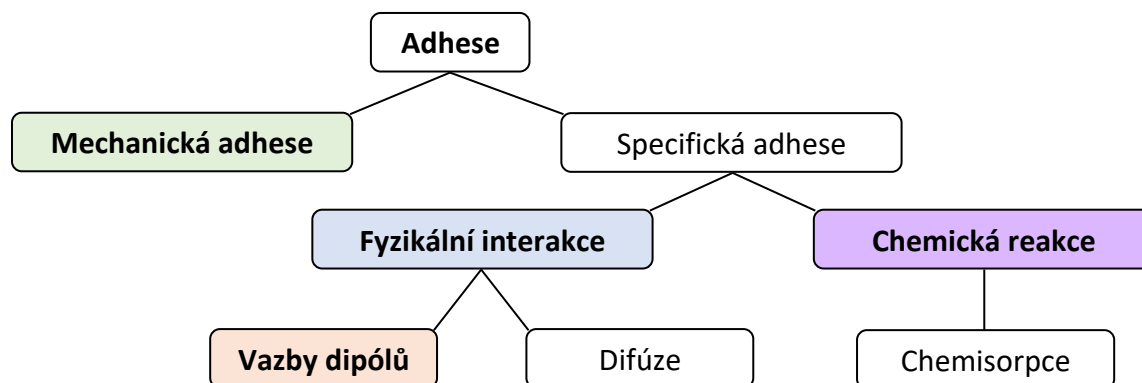 Adhese
Mechanická adhese
Specifická adhese
Fyzikální interakce
Chemická reakce
Vazby dipólů
Difúze
Chemisorpce